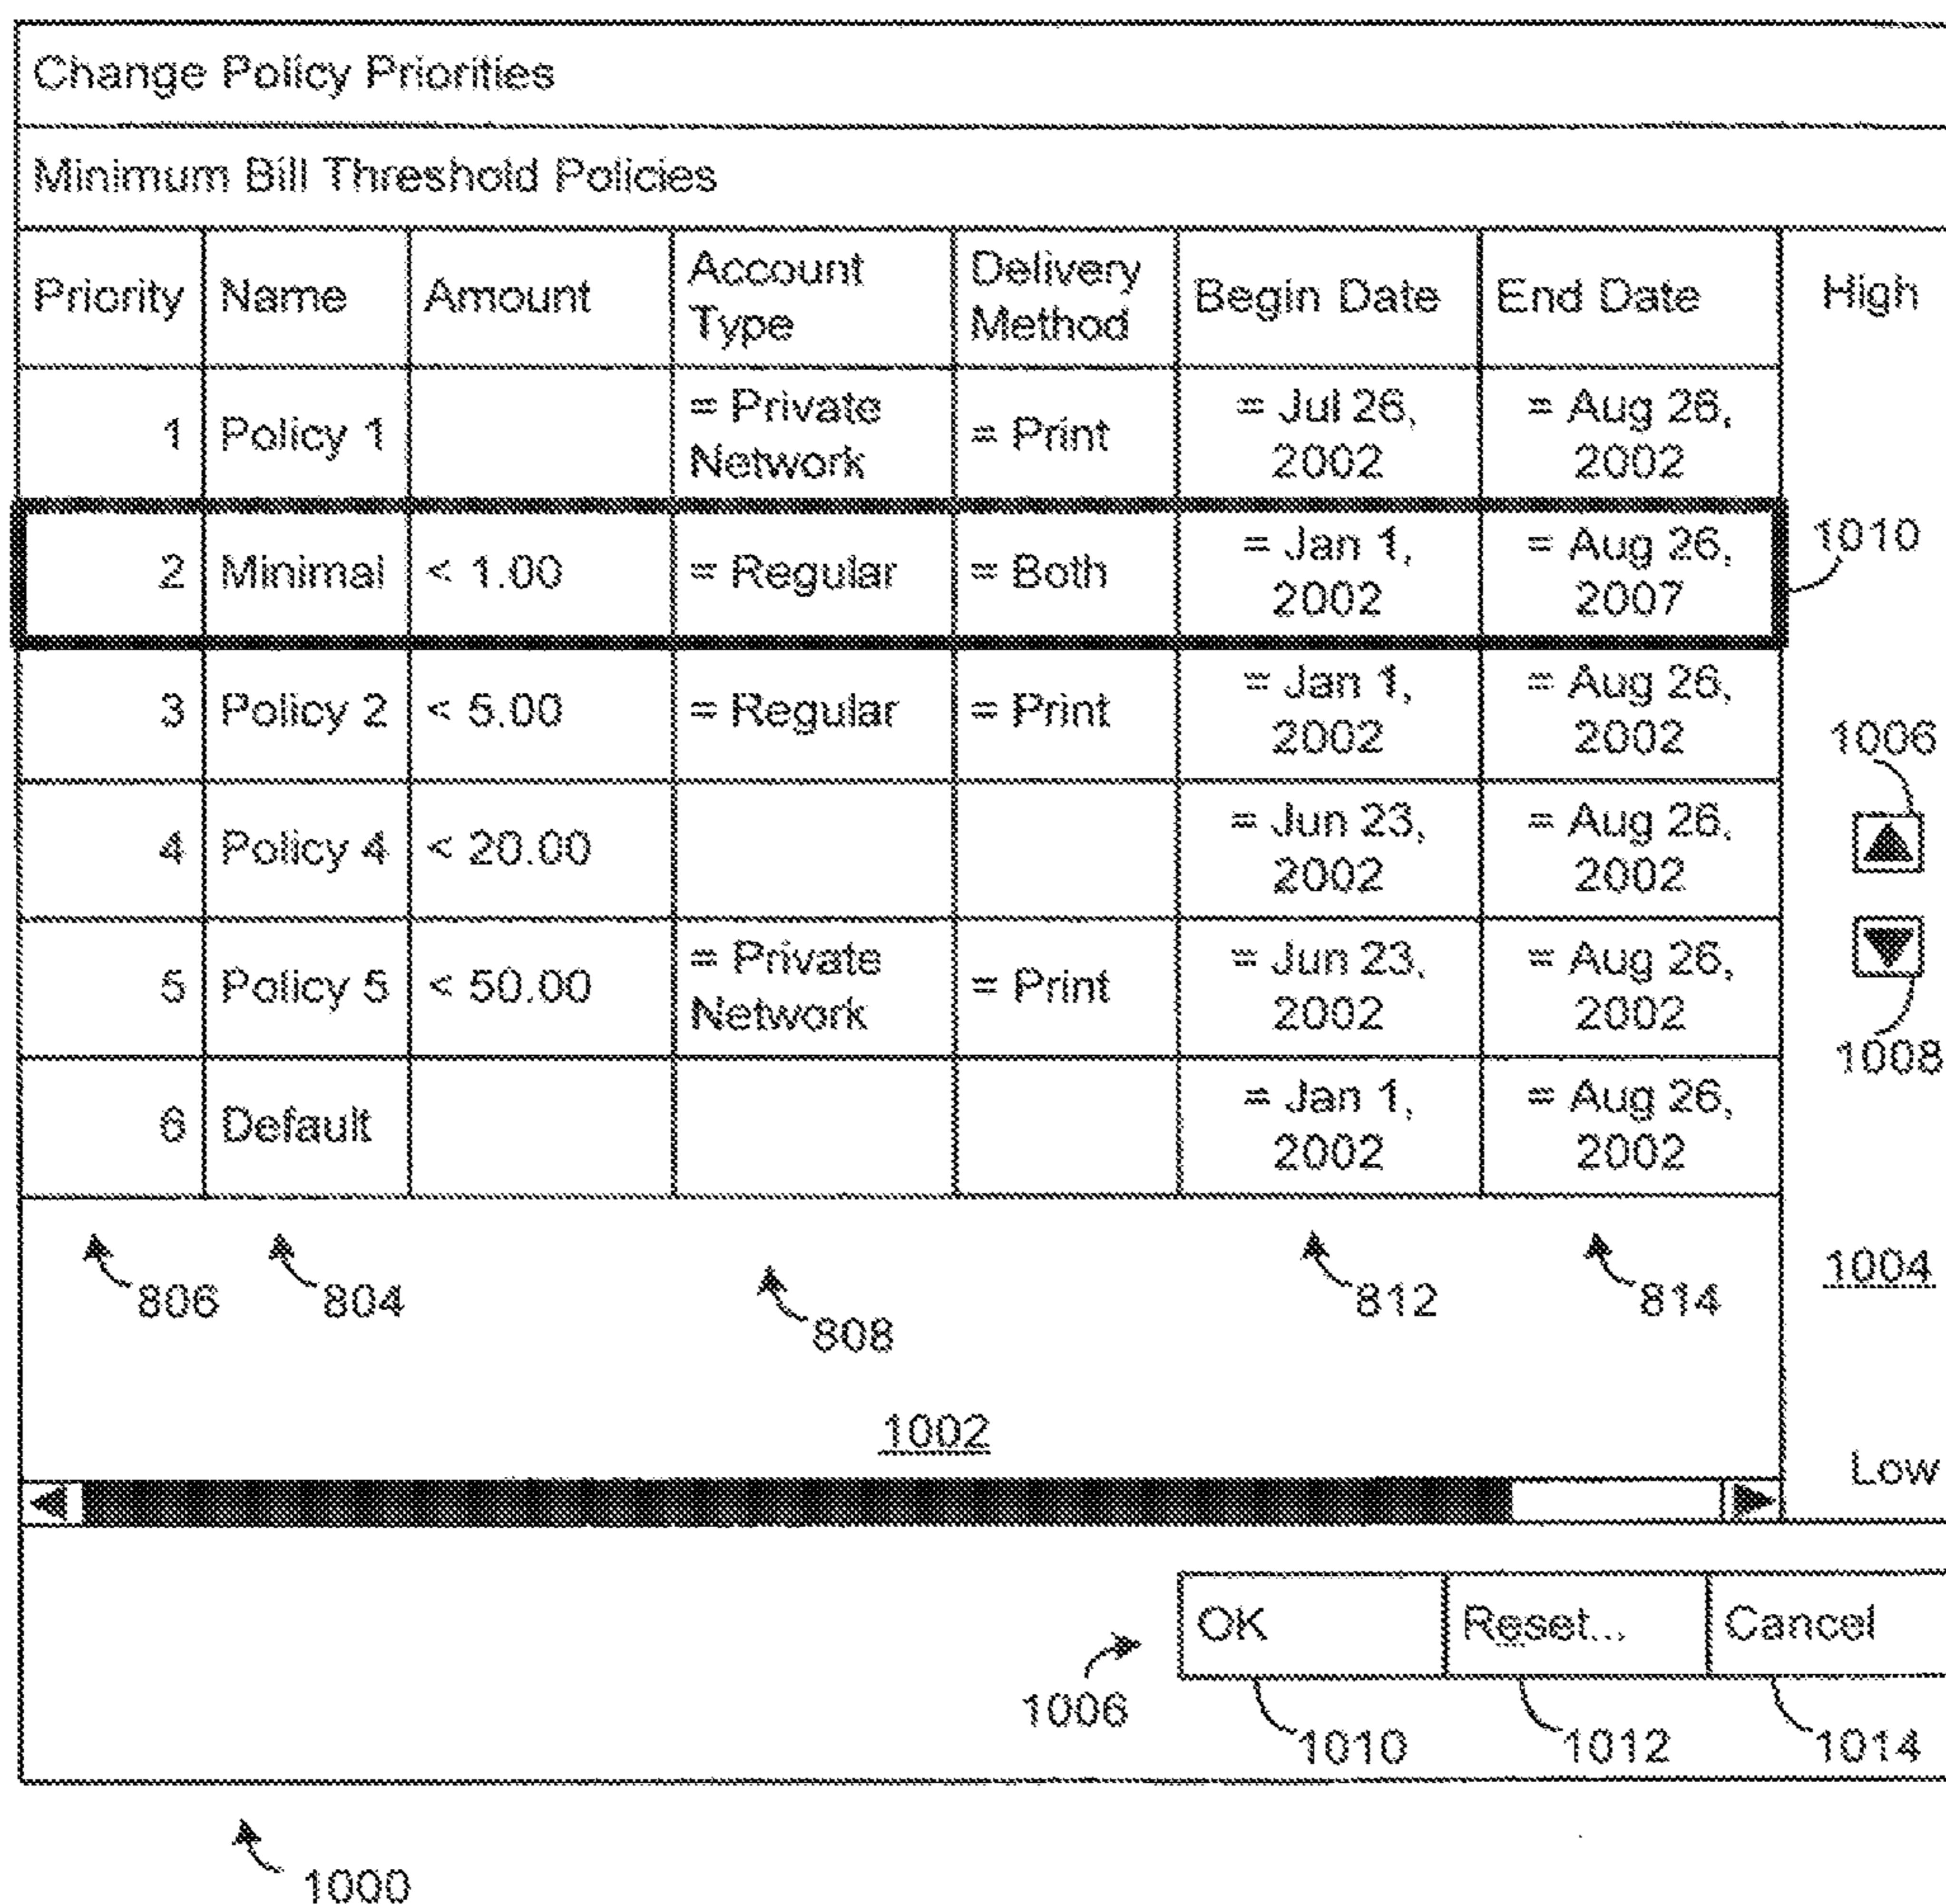 Change Policy Priorities
Minimum Bill Threshold Policies
Priority Name Amount Account Type Delivery Method Begin Date End Date High
1 Policy 1 = Private Network = Print = Jul 26, 2002 = Aug 26, 2002
2 Minimal < 1.00 = Regular = Both = Jan 1, 2002 = Aug 26, 2007
1010
3 Policy 2 < 5.00 = Regular = Print = Jan 1, 2002 = Aug 26, 2002
1006
4 Policy 4 < 20.00 = Jun 23, 2002 = Aug 26, 2002
5 Policy 5 < 50.00 = Private Network = Print = Jun 23, 2002 = Aug 26, 2002
1008
6 Default = Jan 1, 2002 = Aug 26, 2002
806 804 808 812 814 1004
1002
Low
OK Reset... Cancel
1006 1010 1012 1014
1000